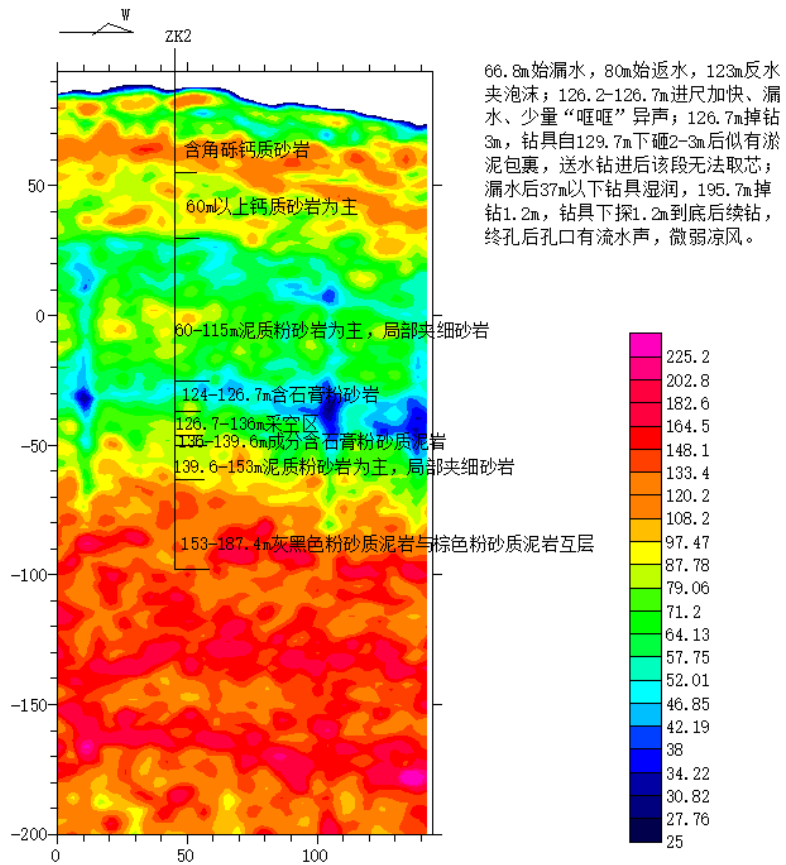 W
ZK2
66.8m始漏水，80m始返水，123m反水
夹泡沫；126.2-126.7m进尺加快、漏
水、少量“哐哐”异声；126.7m掉钻
3m，钻具自129.7m下砸2-3m后似有淤
泥包裹，送水钻进后该段无法取芯；
漏水后37m以下钻具湿润，195.7m掉
钻1.2m，钻具下探1.2m到底后续钻，
终孔后孔口有流水声，微弱凉风。
含角砾钙质砂岩
60m以上钙质砂岩为主
60-115m泥质粉砂岩为主，局部夹细砂岩
124-126.7m含石膏粉砂岩
126.7-136m采空区
136-139.6m成分含石膏粉砂质泥岩
139.6-153m泥质粉砂岩为主，局部夹细砂岩
153-187.4m灰黑色粉砂质泥岩与棕色粉砂质泥岩互层
50
0
-50
-100
-150
-200
0
50
100
225.2
202.8
182.6
164.5
148.1
133.4
120.2
108.2
97.47
87.78
79.06
71.2
64.13
57.75
52.01
46.85
42.19
38
34.22
30.82
27.76
25